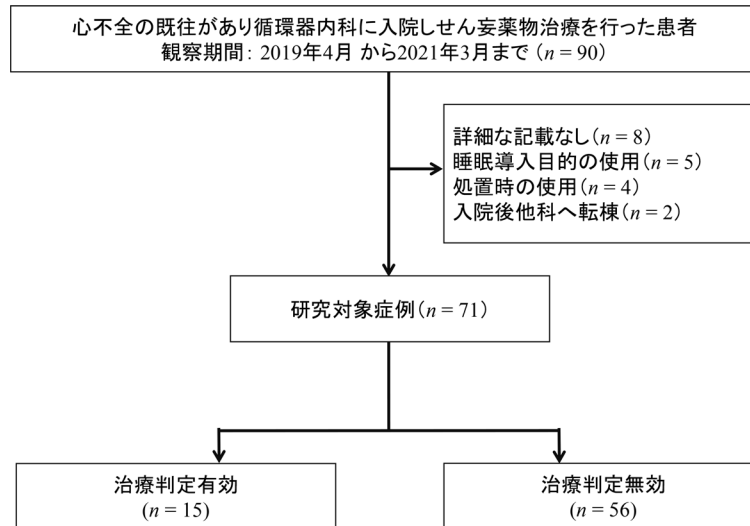 心不全の既往があり循環器内科に入院しせん妄薬物治療を行った患者
観察期間：2019年4月 から2021年3月まで (n = 90)
詳細な記載なし(n = 8)
睡眠導入目的の使用(n = 5)
処置時の使用(n = 4)
入院後他科へ転棟(n = 2)
研究対象症例(n = 71)
治療判定有効
(n = 15)
治療判定無効
(n = 56)